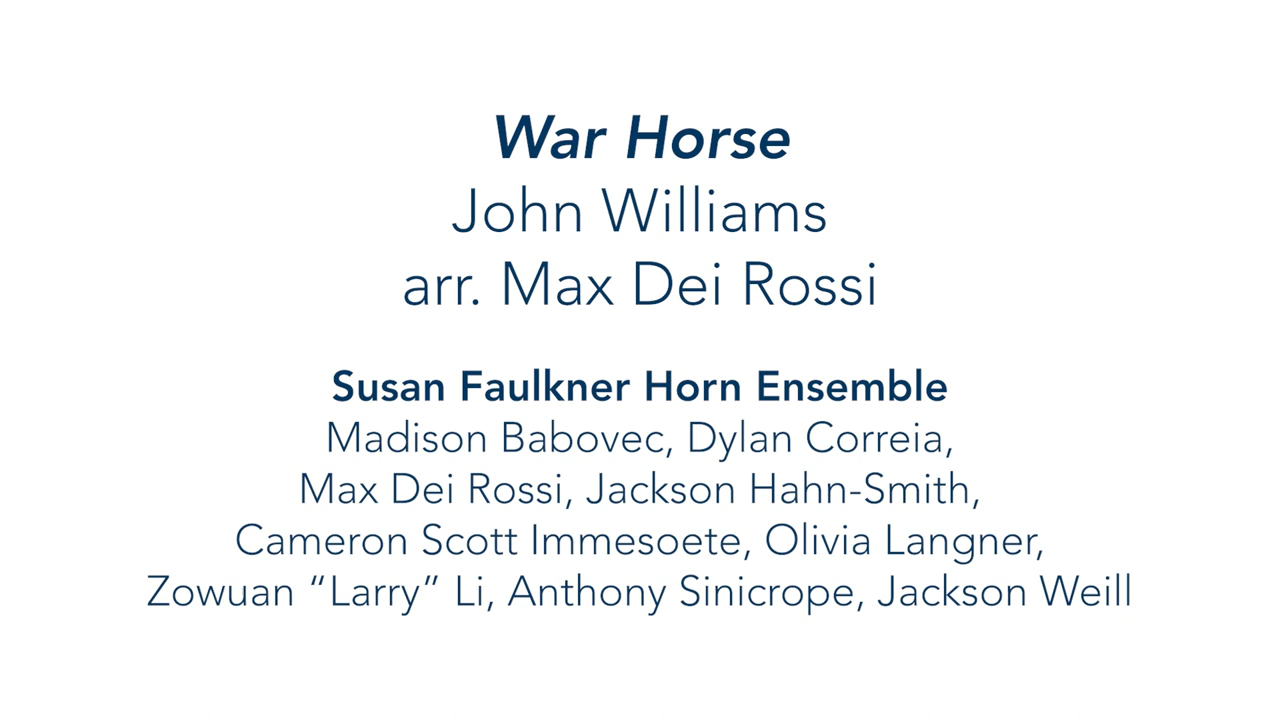 War Horse
John Williams
arr. Max Dei Rossi
Susan Faulkner Horn Ensemble
Madison Babovec, Dylan Correia,
Max Dei Rossi, Jackson Hahn-Smith,
Cameron Scott Immesoete, Olivia Langner,
Zowuan “Larry” Li, Anthony Sinicrope, Jackson Weill